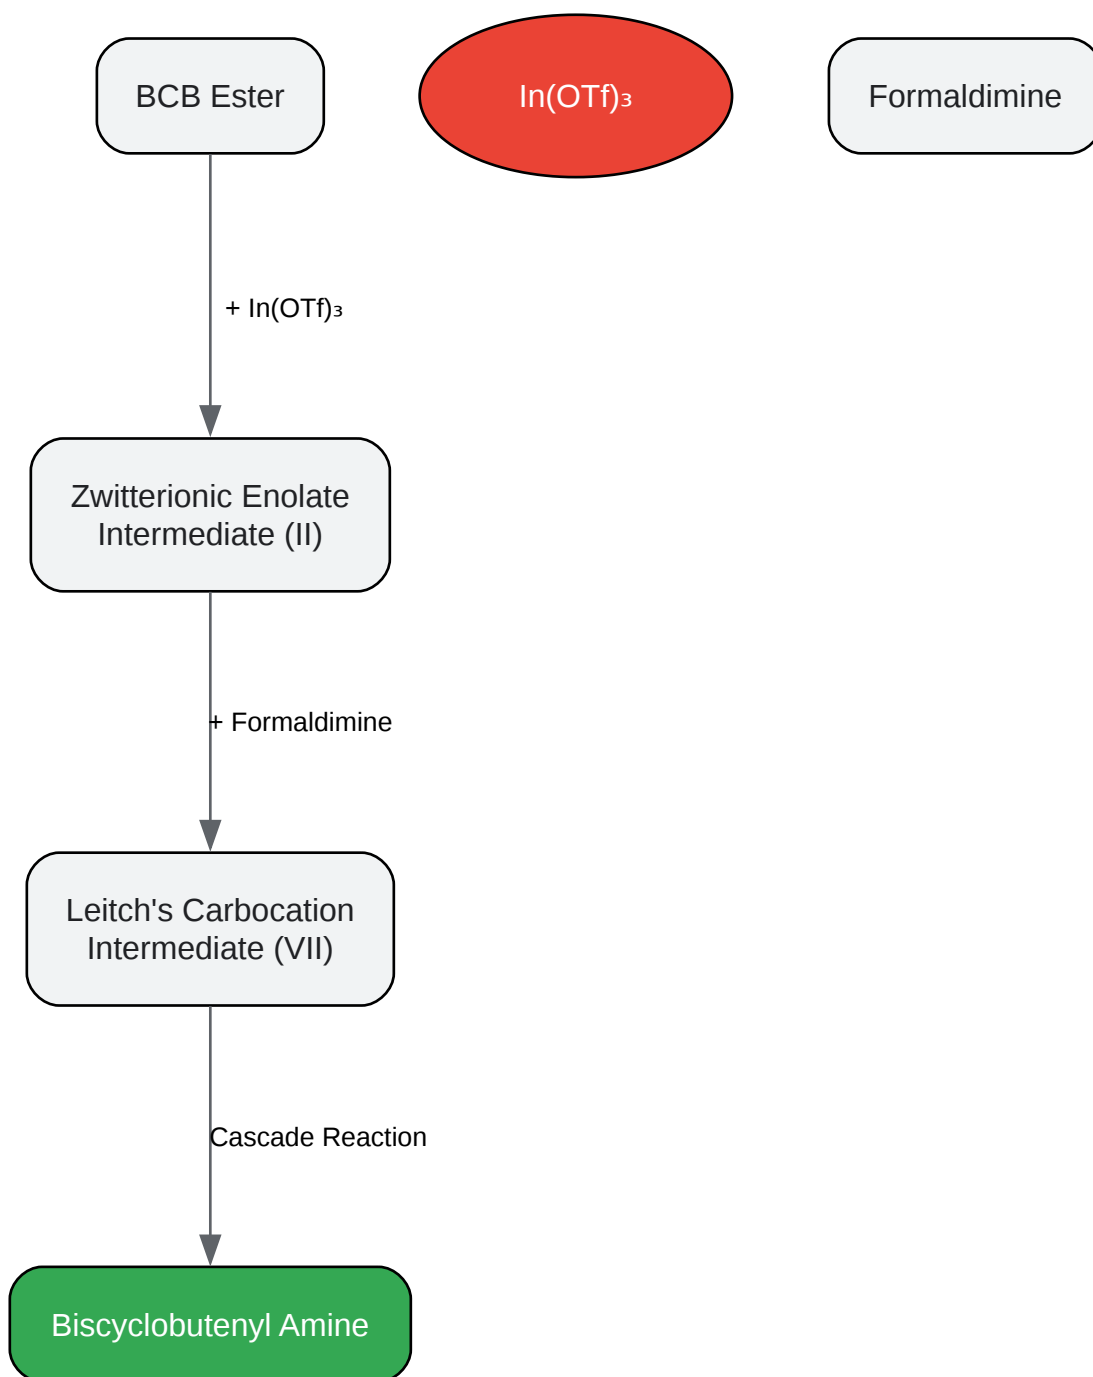 BCB Ester
In(OTf)₃
Formaldimine
+ In(OTf)₃
Zwitterionic Enolate
Intermediate (II)
+ Formaldimine
Leitch's Carbocation
Intermediate (VII)
Cascade Reaction
Biscyclobutenyl Amine